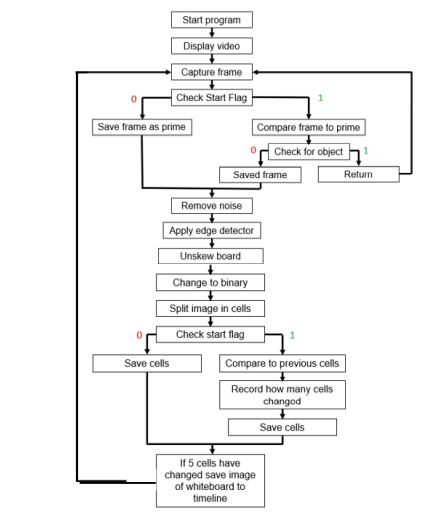 Start program
Display video
Capture frame
Check Start Flag
0
1
Save frame as prime
Compare frame to prime
Check for object
0
1
Saved frame
Return
Remove noise
Apply edge detector
Unskew board
Change to binary
Split image in cells
Check start flag
0
1
Save cells
Compare to previous cells
Record how many cells
changed
Save cells
If 5 cells have
changed save image
of whiteboard to
timeline